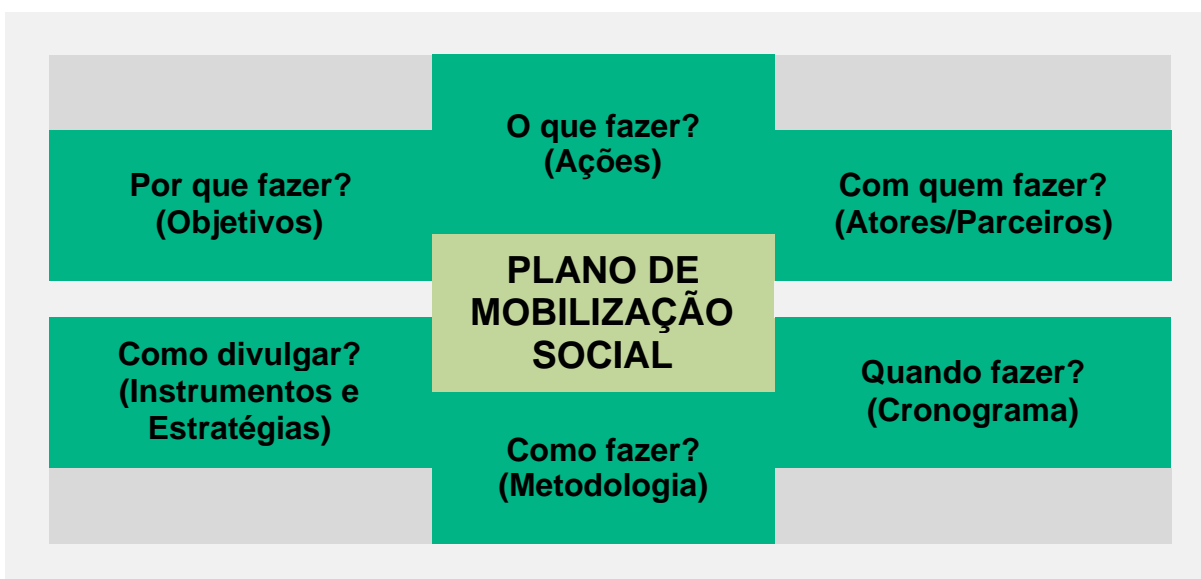 O que fazer?
(Ações)
Por que fazer?
(Objetivos)
Com quem fazer?
(Atores/Parceiros)
PLANO DE
MOBILIZAÇÃO
SOCIAL
Como divulgar?
(Instrumentos e
Estratégias)
Quando fazer?
(Cronograma)
Como fazer?
(Metodologia)